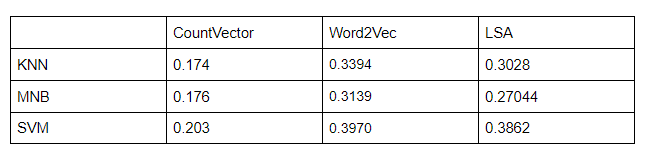 CountVector Word2Vec LSA
KNN 0.174 0.3394 0.3028
MNB 0.176 0.3139 0.27044
SVM 0.203 0.3970 0.3862